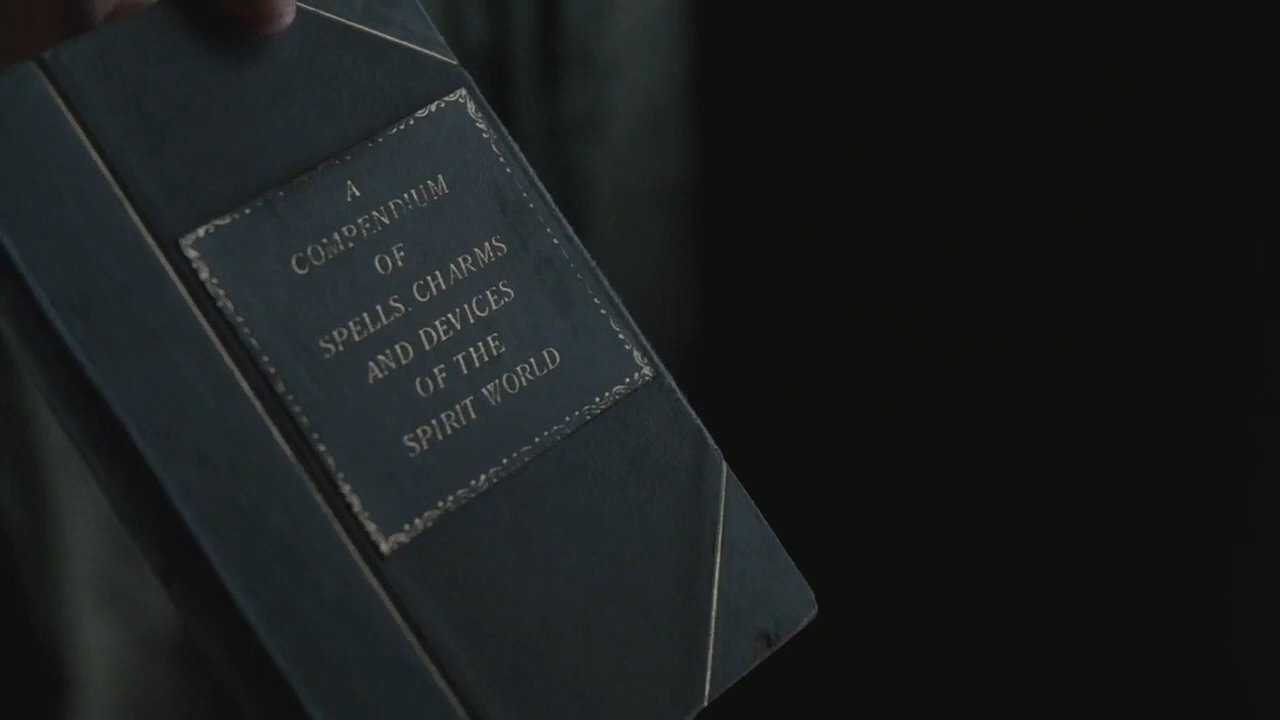 A
COMPENDIUM
OF
SPELLS. CHARMS
AND DEVICES
OF THE
SPIRIT WORLD